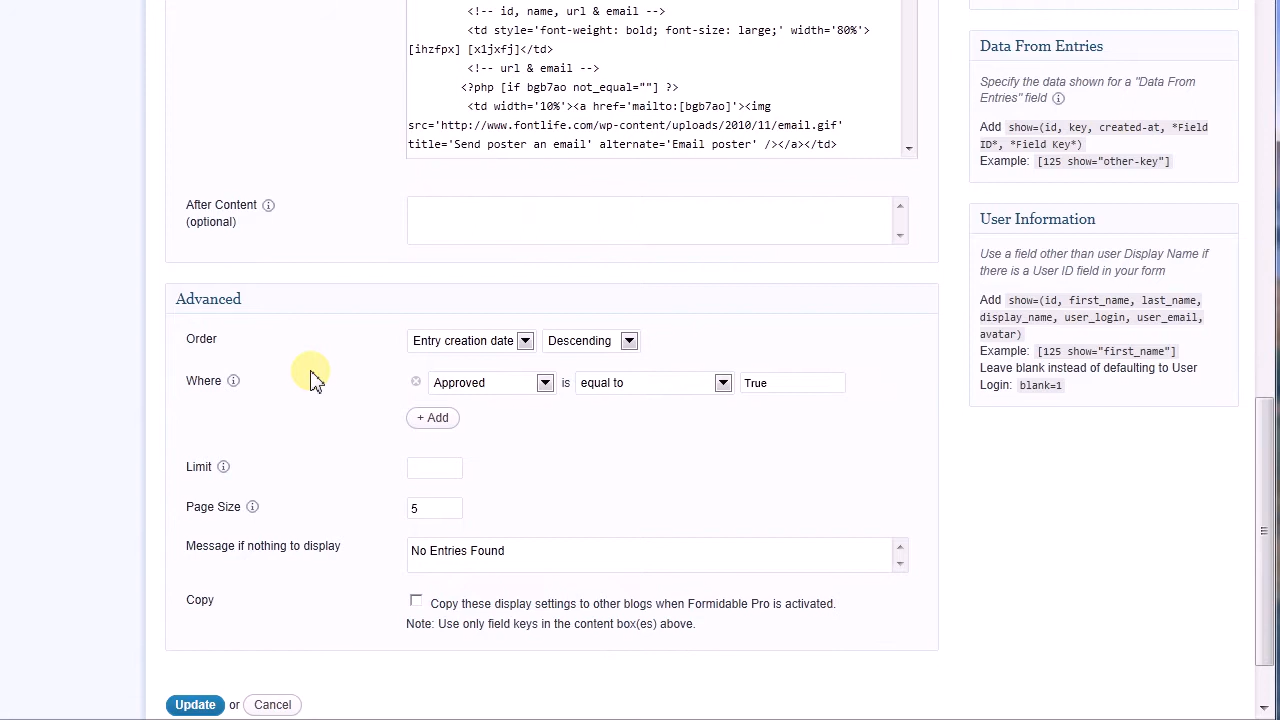 <!-- id, name, url & email -->
<td style='font-weight: bold; font-size: large;' width='80%'>
[ihzfpx] [x1jxfj]</td>
<!-- url & email -->
<?php [if bgb7ao not_equal=""] ?>
<td width='10%'><a href='mailto:[bgb7ao]'><img
src='http://www.fontlife.com/wp-content/uploads/2010/11/email.gif'
title='Send poster an email' alternate='Email poster' /></a></td>
After Content
(optional)
Advanced
Order
Entry creation date Descending
Where
Approved is equal to True
+ Add
Limit
Page Size
5
Message if nothing to display
No Entries Found
Copy
Copy these display settings to other blogs when Formidable Pro is activated.
Note: Use only field keys in the content box(es) above.
Update or Cancel
Data From Entries
Specify the data shown for a "Data From
Entries" field
Add show=(id, key, created-at, *Field
ID*, *Field Key*)
Example: [125 show="other-key"]
User Information
Use a field other than user Display Name if
there is a User ID field in your form
Add show=(id, first_name, last_name,
display_name, user_login, user_email,
avatar)
Example: [125 show="first_name"]
Leave blank instead of defaulting to User
Login: blank=1